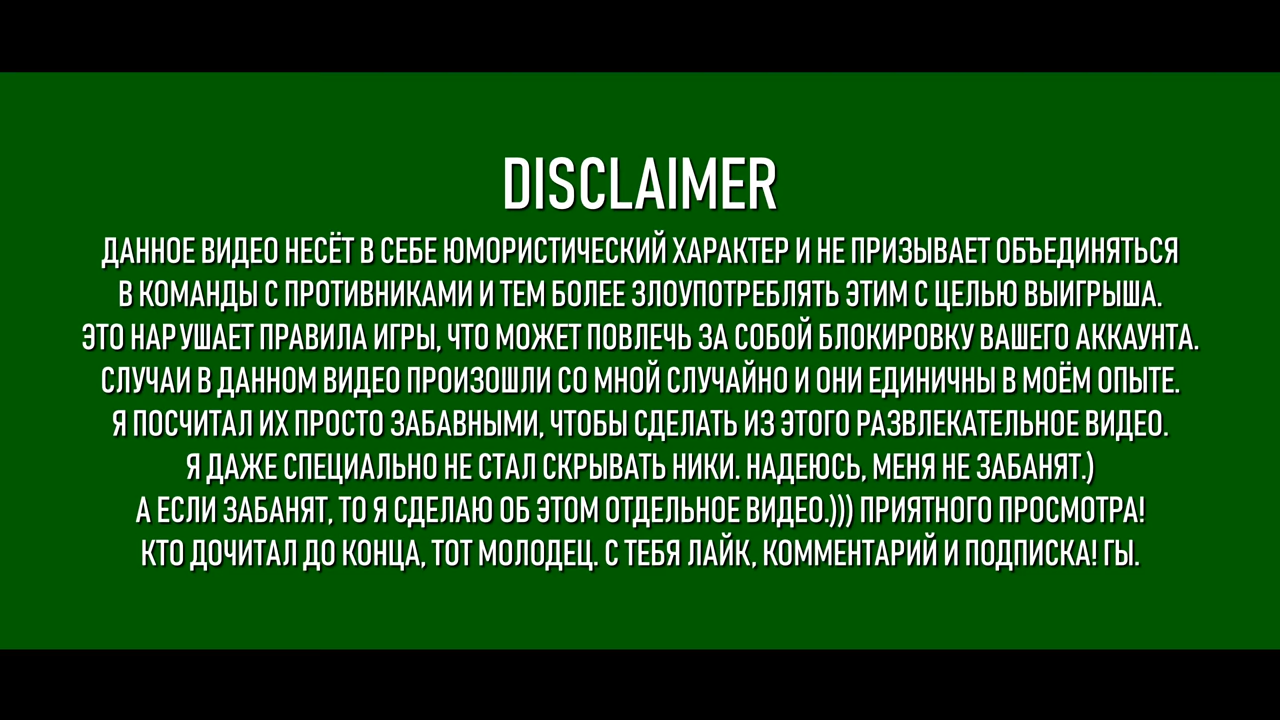 DISCLAIMER
ДАННОЕ ВИДЕО НЕСЁТ В СЕБЕ ЮМОРИСТИЧЕСКИЙ ХАРАКТЕР И НЕ ПРИЗЫВАЕТ ОБЪЕДИНЯТЬСЯ
В КОМАНДЫ С ПРОТИВНИКАМИ И ТЕМ БОЛЕЕ ЗЛОУПОТРЕБЛЯТЬ ЭТИМ С ЦЕЛЬЮ ВЫИГРЫША.
ЭТО НАРУШАЕТ ПРАВИЛА ИГРЫ, ЧТО МОЖЕТ ПОВЛЕЧЬ ЗА СОБОЙ БЛОКИРОВКУ ВАШЕГО АККАУНТА.
СЛУЧАИ В ДАННОМ ВИДЕО ПРОИЗОШЛИ СО МНОЙ СЛУЧАЙНО И ОНИ ЕДИНИЧНЫ В МОЁМ ОПЫТЕ.
Я ПОСЧИТАЛ ИХ ПРОСТО ЗАБАВНЫМИ, ЧТОБЫ СДЕЛАТЬ ИЗ ЭТОГО РАЗВЛЕКАТЕЛЬНОЕ ВИДЕО.
Я ДАЖЕ СПЕЦИАЛЬНО НЕ СТАЛ СКРЫВАТЬ НИКИ. НАДЕЮСЬ, МЕНЯ НЕ ЗАБАНЯТ.)
А ЕСЛИ ЗАБАНЯТ, ТО Я СДЕЛАЮ ОБ ЭТОМ ОТДЕЛЬНОЕ ВИДЕО.))) ПРИЯТНОГО ПРОСМОТРА!
КТО ДОЧИТАЛ ДО КОНЦА, ТОТ МОЛОДЕЦ. С ТЕБЯ ЛАЙК, КОММЕНТАРИЙ И ПОДПИСКА! ГЫ.